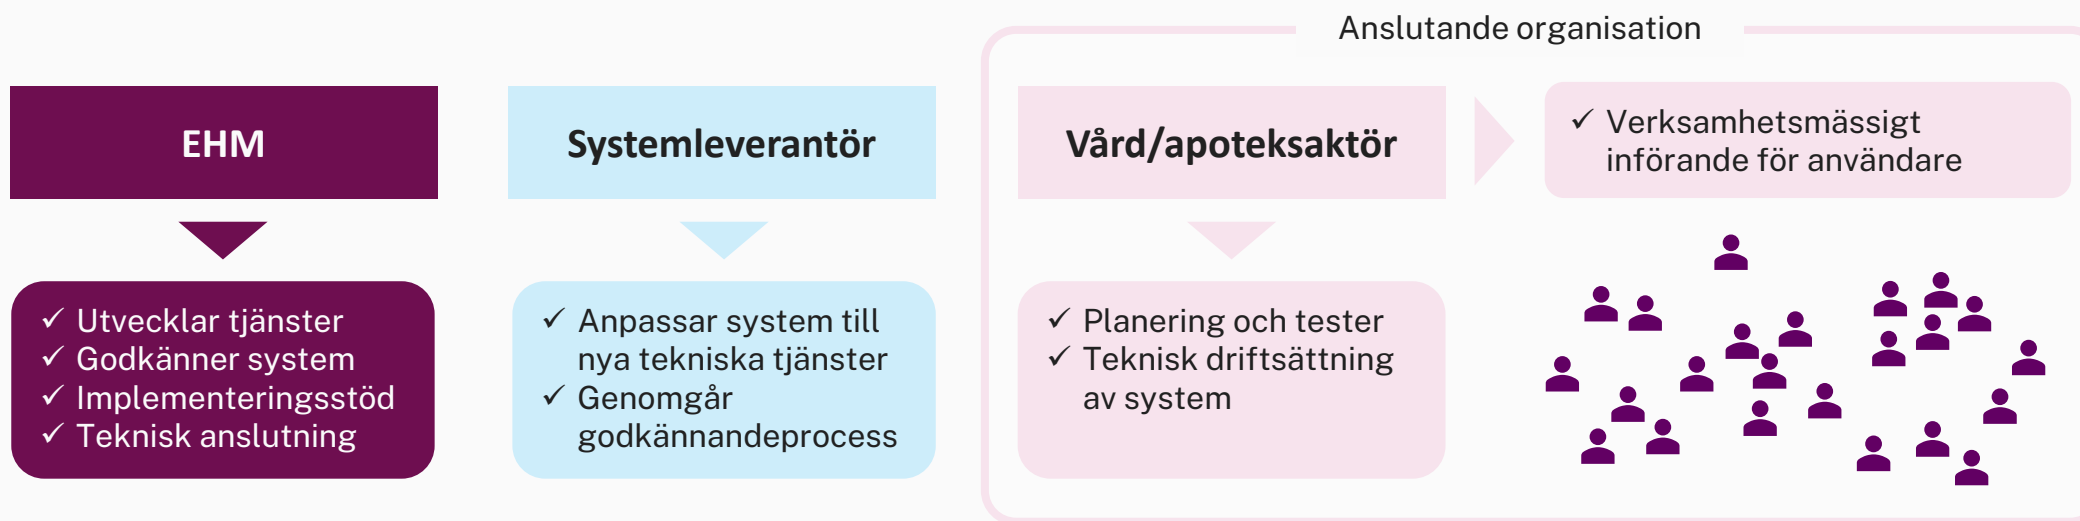 Anslutande organisation
EHM
✓ Utvecklar tjänster
✓ Godkänner system
✓ Implementeringsstöd
✓ Teknisk anslutning
Systemleverantör
✓ Anpassar system till
nya tekniska tjänster
✓ Genomgår
godkännandeprocess
Vård/apoteksaktör
✓ Planering och tester
✓ Teknisk driftsättning
av system
✓ Verksamhetsmässigt
införande för användare